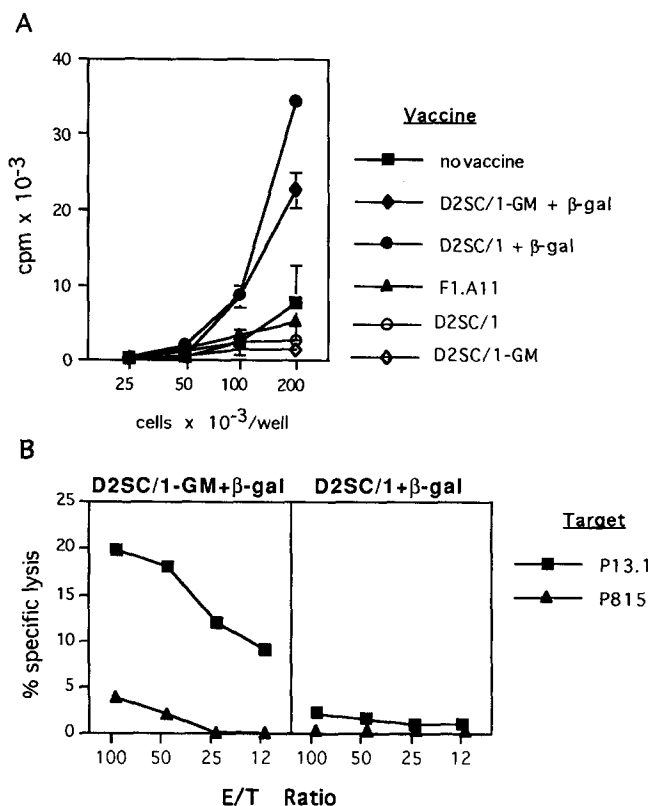 A
40
30
20
10
0
cpm x 10⁻³
25 50 100 200
cells x 10⁻³/well
Vaccine
no vaccine
D2SC/1-GM + β-gal
D2SC/1 + β-gal
F1.A11
D2SC/1
D2SC/1-GM
B
D2SC/1-GM+β-gal D2SC/1+β-gal
25
20
15
10
5
0
% specific lysis
100 50 25 12 100 50 25 12
E/T Ratio
Target
P13.1
P815